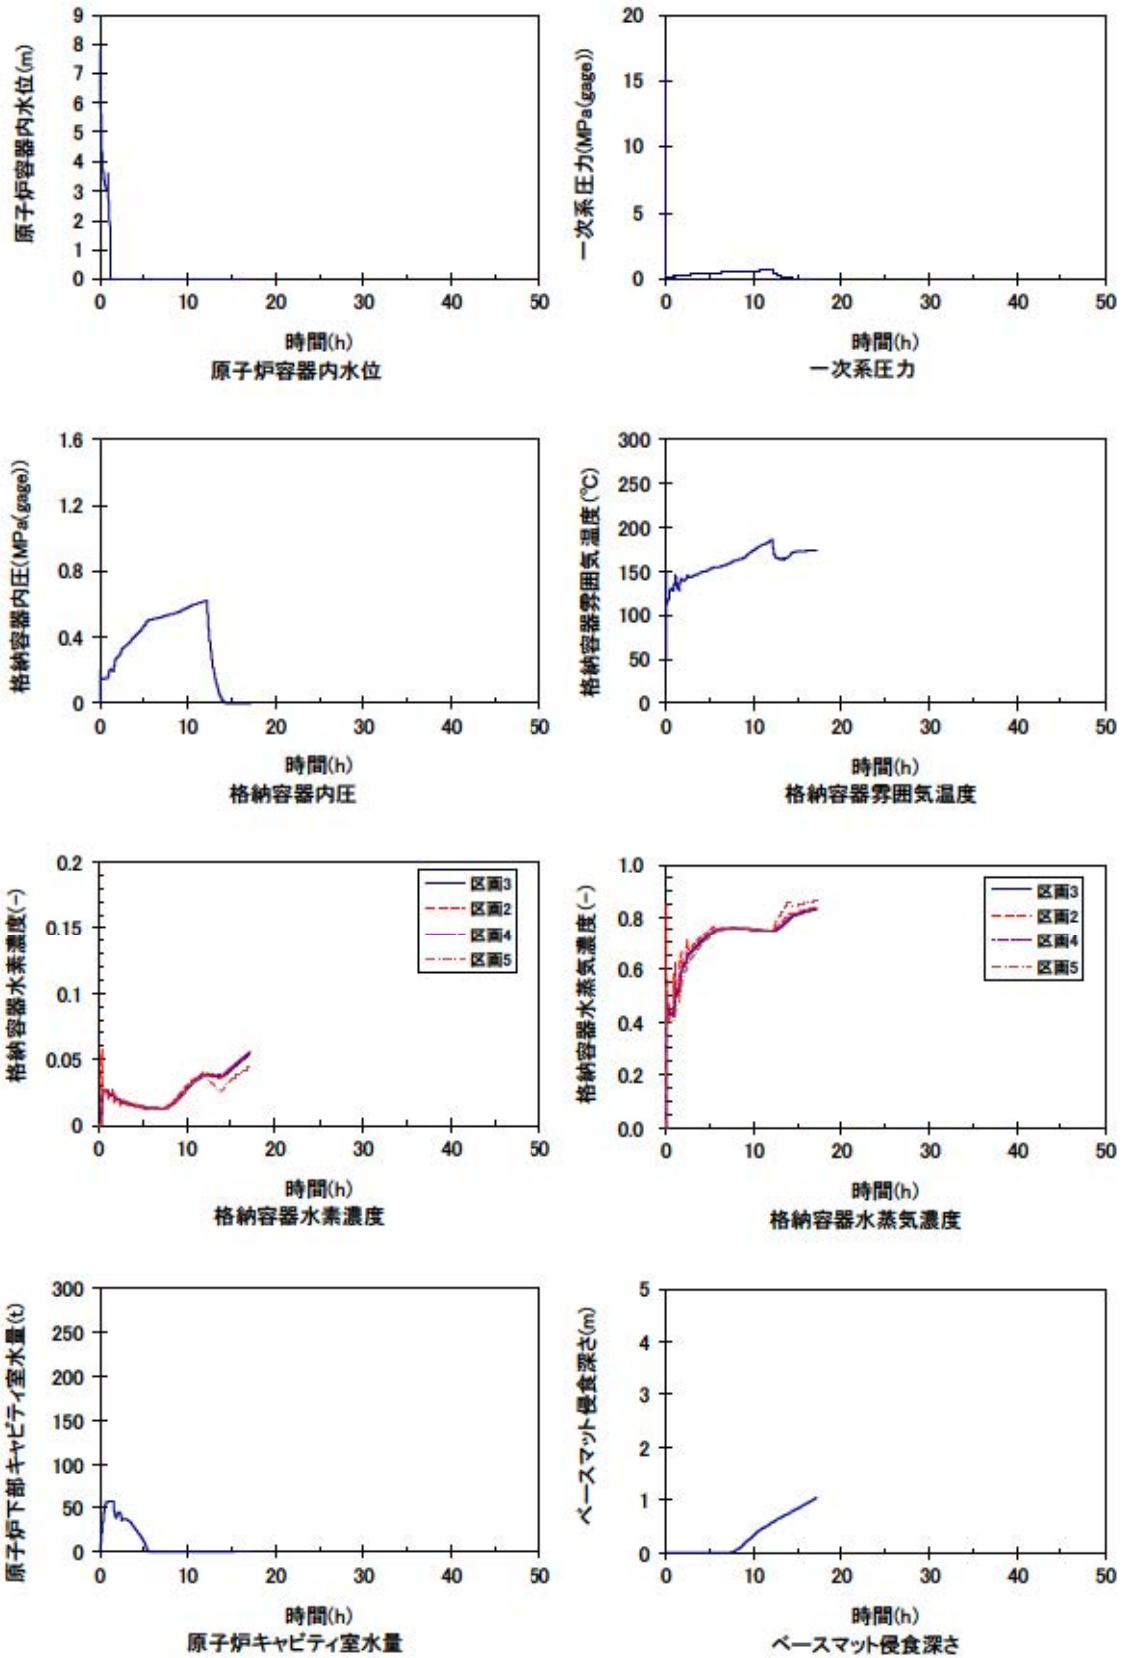 原子炉容器内水位(m)
9
8
7
6
5
4
3
2
1
0
0 10 20 30 40 50
時間(h)
原子炉容器内水位
一次系圧力(MPa(gage))
20
15
10
5
0
0 10 20 30 40 50
時間(h)
一次系圧力
格納容器内圧(MPa(gage))
1.6
1.2
0.8
0.4
0
0 10 20 30 40 50
時間(h)
格納容器内圧
格納容器雰囲気温度(℃)
300
250
200
150
100
50
0
0 10 20 30 40 50
時間(h)
格納容器雰囲気温度
格納容器水素濃度(-)
0.2
0.15
0.1
0.05
0
区画3
区画2
区画4
区画5
0 10 20 30 40 50
時間(h)
格納容器水素濃度
格納容器水蒸気濃度(-)
1.0
0.8
0.6
0.4
0.2
0.0
区画3
区画2
区画4
区画5
0 10 20 30 40 50
時間(h)
格納容器水蒸気濃度
原子炉下部キャビティ室水量(t)
300
250
200
150
100
50
0
0 10 20 30 40 50
時間(h)
原子炉キャビティ室水量
ベースマット侵食深さ(m)
5
4
3
2
1
0
0 10 20 30 40 50
時間(h)
ベースマット侵食深さ